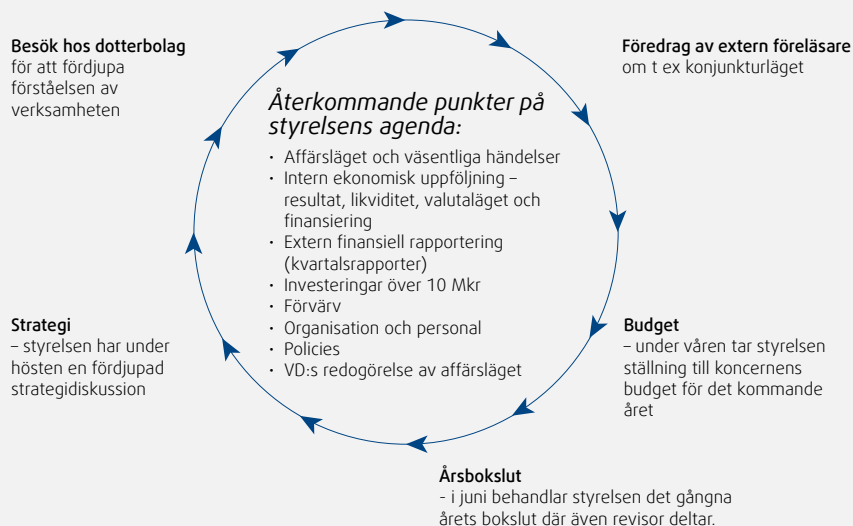 Besök hos dotterbolag
för att fördjupa
förståelsen av
verksamheten
Föredrag av extern föreläsare
om t ex konjunkturläget
Återkommande punkter på
styrelsens agenda:
· Affärsläget och väsentliga händelser
· Intern ekonomisk uppföljning –
resultat, likviditet, valutaläget och
finansiering
· Extern finansiell rapportering
(kvartalsrapporter)
· Investeringar över 10 Mkr
· Förvärv
· Organisation och personal
· Policies
· VD:s redogörelse av affärsläget
Strategi
– styrelsen har under
hösten en fördjupad
strategidiskussion
Budget
– under våren tar styrelsen
ställning till koncernens
budget för det kommande
året
Årsbokslut
- i juni behandlar styrelsen det gångna
årets bokslut där även revisor deltar.